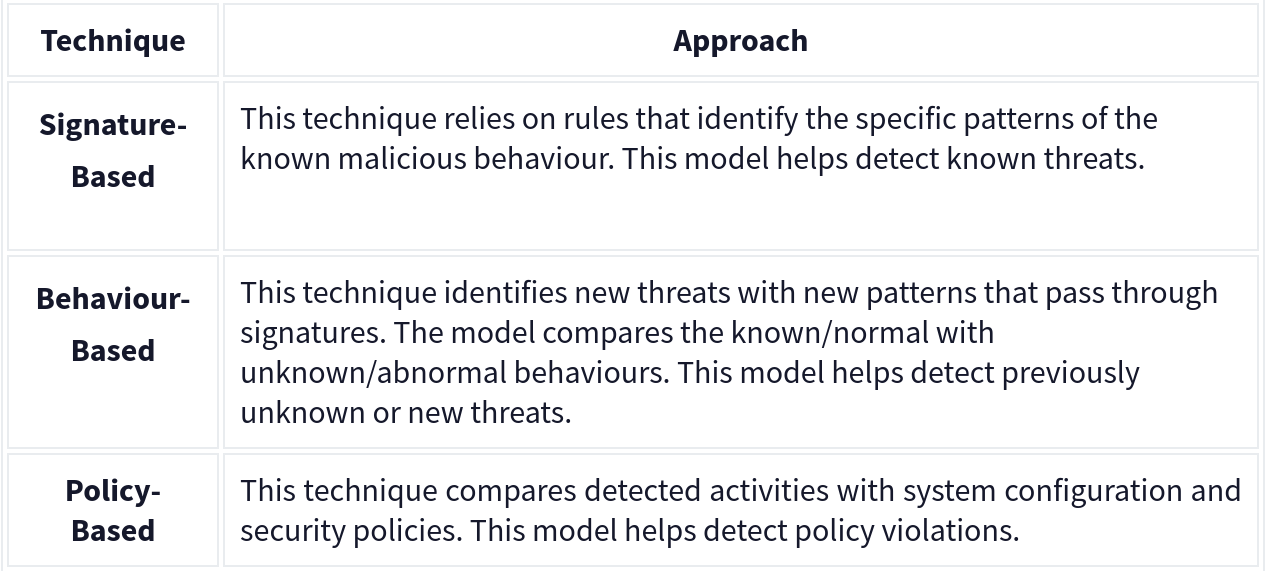 Technique
Approach
Signature-
Based
This technique relies on rules that identify the specific patterns of the
known malicious behaviour. This model helps detect known threats.
Behaviour-
Based
This technique identifies new threats with new patterns that pass through
signatures. The model compares the known/normal with
unknown/abnormal behaviours. This model helps detect previously
unknown or new threats.
Policy-
Based
This technique compares detected activities with system configuration and
security policies. This model helps detect policy violations.